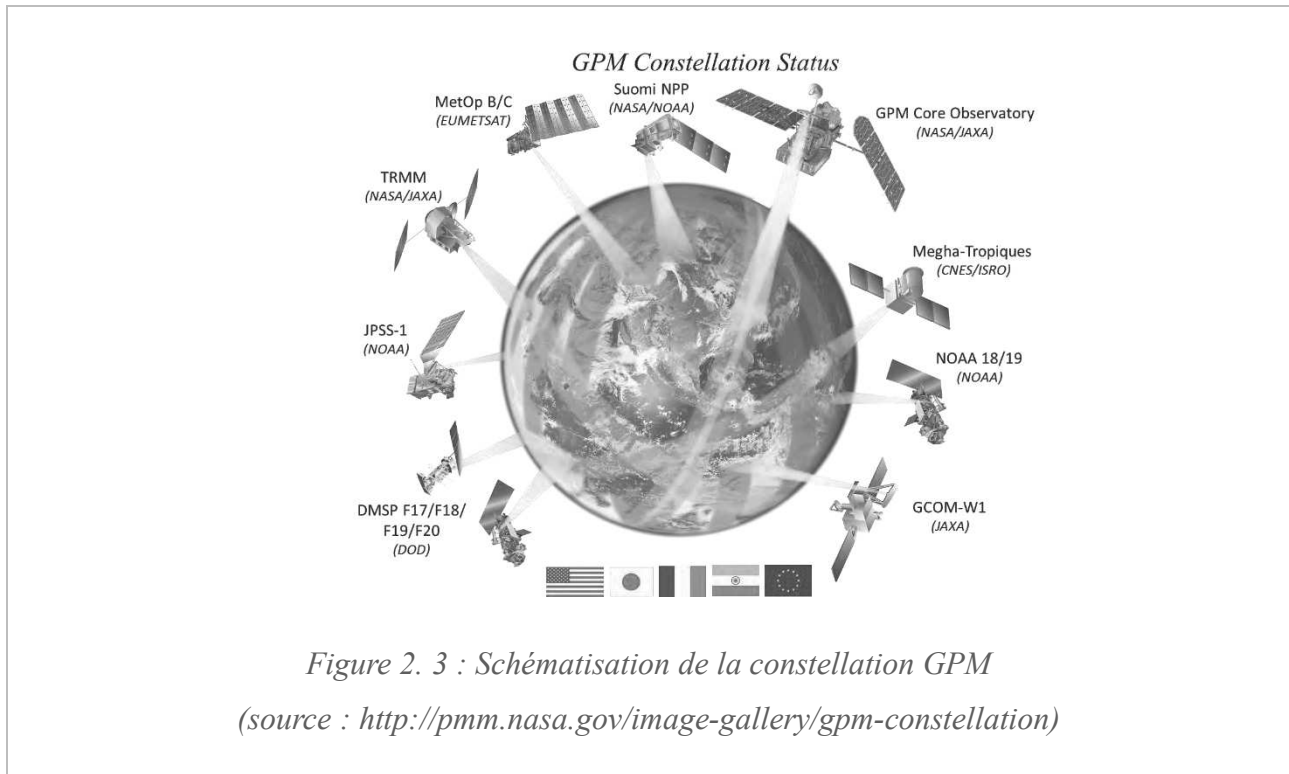 GPM Constellation Status
Suomi NPP
(NASA/NOAA)
MetOp B/C
(EUMETSAT)
GPM Core Observatory
(NASA/JAXA)
TRMM
(NASA/JAXA)
Megha-Tropiques
(CNES/ISRO)
JPSS-1
(NOAA)
NOAA 18/19
(NOAA)
DMSP F17/F18/
F19/F20
(DOD)
GCOM-W1
(JAXA)
Figure 2. 3 : Schématisation de la constellation GPM
(source : http://pmm.nasa.gov/image-gallery/gpm-constellation)